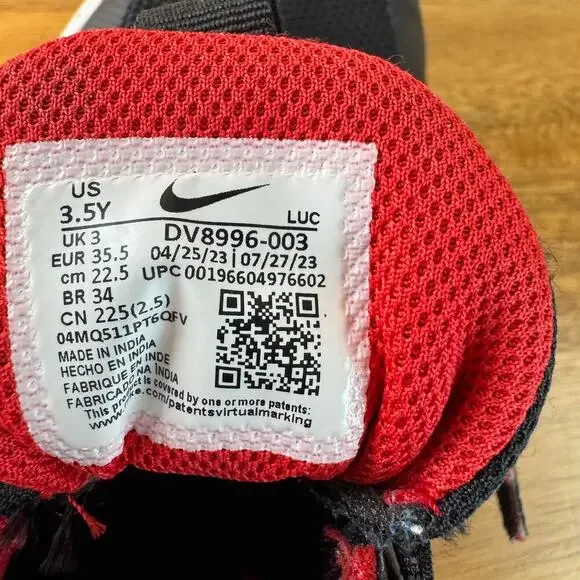 US
3.5Y
LUC
UK 3
DV8996-003
EUR 35.5
04/25/23 | 07/27/23
cm 22.5
UPC 00196604976602
BR 34
CN 225(2.5)
04MQ511PT6QFV
MADE IN INDIA
HECHO EN INDIA
FABRIQUE EN INDE
FABRICADO NA INDIA
This product is covered by one or more patents:
www.nike.com/patentsvirtualmarking